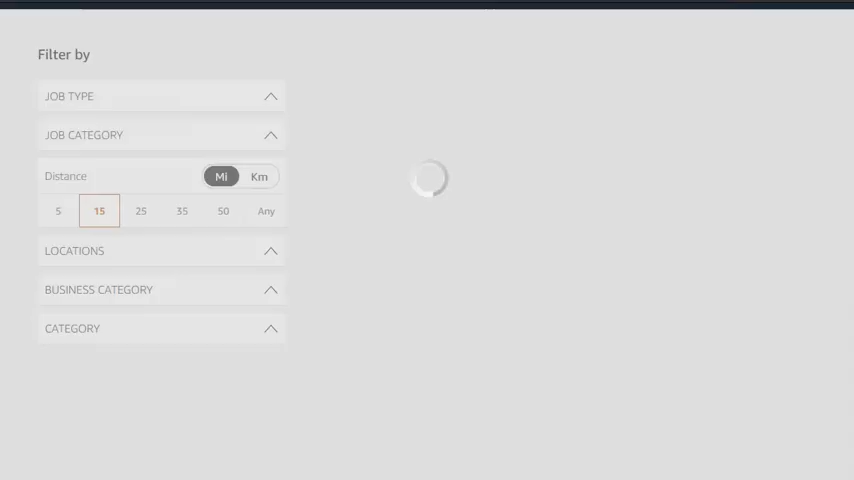 Filter by
JOB TYPE
JOB CATEGORY
Distance Mi Km
5 15 25 35 50 Any
LOCATIONS
BUSINESS CATEGORY
CATEGORY